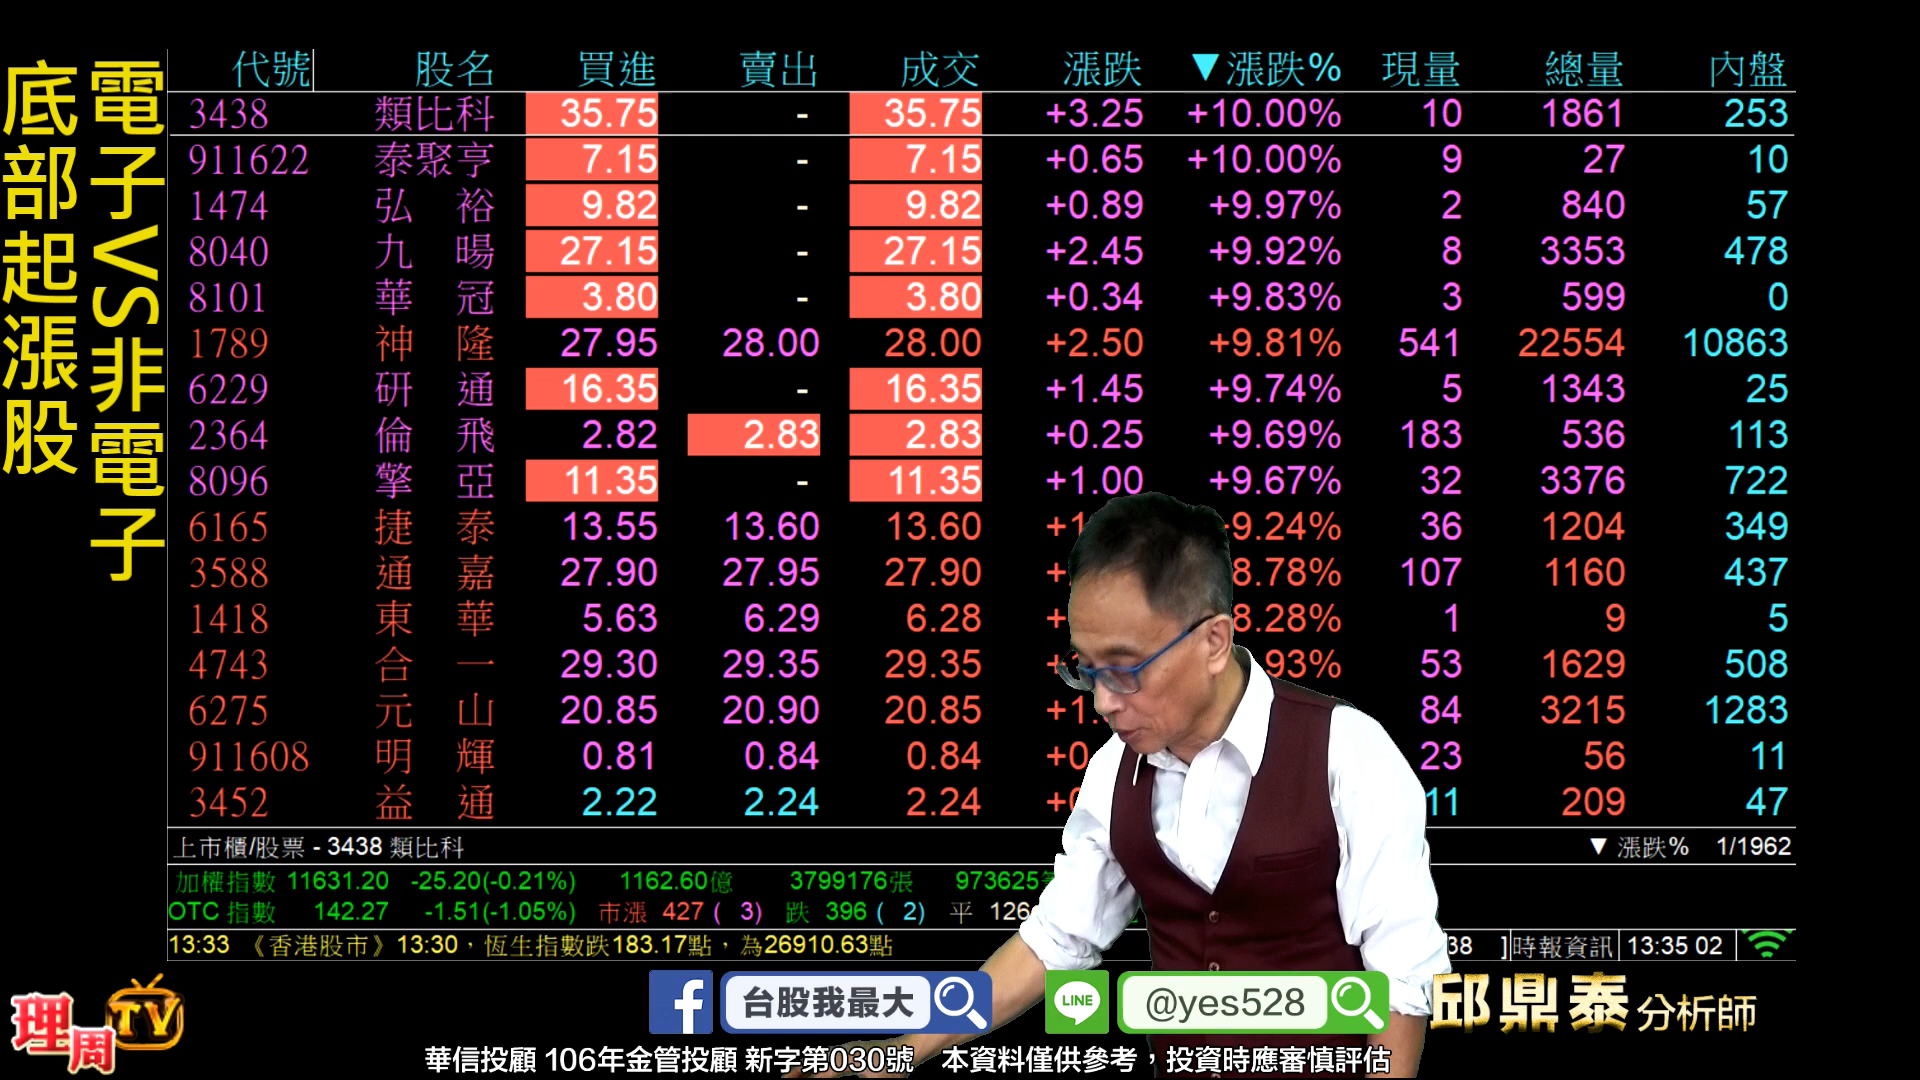 電子VS非電子
底部起漲股
代號 股名 買進 賣出 成交 漲跌 ▼漲跌% 現量 總量 內盤
3438 類比科 35.75 - 35.75 +3.25 +10.00% 10 1861 253
911622 泰聚亨 7.15 - 7.15 +0.65 +10.00% 9 27 10
1474 弘裕 9.82 - 9.82 +0.89 +9.97% 2 840 57
8040 九暘 27.15 - 27.15 +2.45 +9.92% 8 3353 478
8101 華冠 3.80 - 3.80 +0.34 +9.83% 3 599 0
1789 神隆 27.95 28.00 28.00 +2.50 +9.81% 541 22554 10863
6229 研通 16.35 - 16.35 +1.45 +9.74% 5 1343 25
2364 倫飛 2.82 2.83 2.83 +0.25 +9.69% 183 536 113
8096 擎亞 11.35 - 11.35 +1.00 +9.67% 32 3376 722
6165 捷泰 13.55 13.60 13.60 +1 9.24% 36 1204 349
3588 通嘉 27.90 27.95 27.90 + 8.78% 107 1160 437
1418 東華 5.63 6.29 6.28 + 8.28% 1 9 5
4743 合一 29.30 29.35 29.35 + .93% 53 1629 508
6275 元山 20.85 20.90 20.85 +1. 84 3215 1283
911608 明輝 0.81 0.84 0.84 +0 23 56 11
3452 益通 2.22 2.24 2.24 +0 11 209 47
上市櫃/股票 - 3438 類比科 ▼ 漲跌% 1/1962
加權指數 11631.20 -25.20(-0.21%) 1162.60億 3799176張 973625
OTC 指數 142.27 -1.51(-1.05%) 市漲 427 ( 3) 跌 396 ( 2) 平 126
13:33 《香港股市》13:30，恆生指數跌183.17點，為26910.63點 38 ] 時報資訊 13:35 02
理周TV
f 台股我最大 LINE @yes528 邱鼎泰分析師
華信投顧 106年金管投顧 新字第030號 本資料僅供參考，投資時應審慎評估